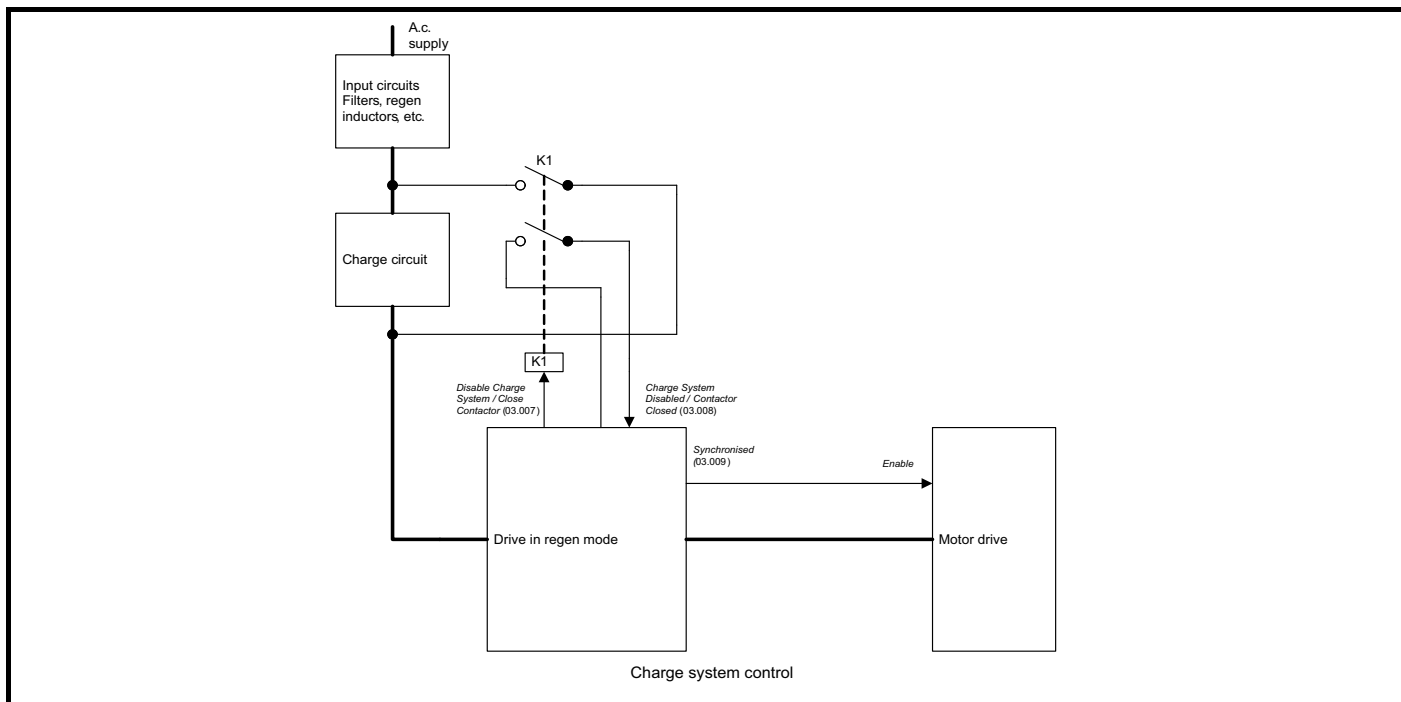 A.c.
supply
Input circuits
Filters, regen
inductors, etc.
K1
Charge circuit
K1
Disable Charge
System / Close
Contactor (03.007)
Charge System
Disabled / Contactor
Closed (03.008)
Synchronised
(03.009)
Enable
Drive in regen mode
Motor drive
Charge system control